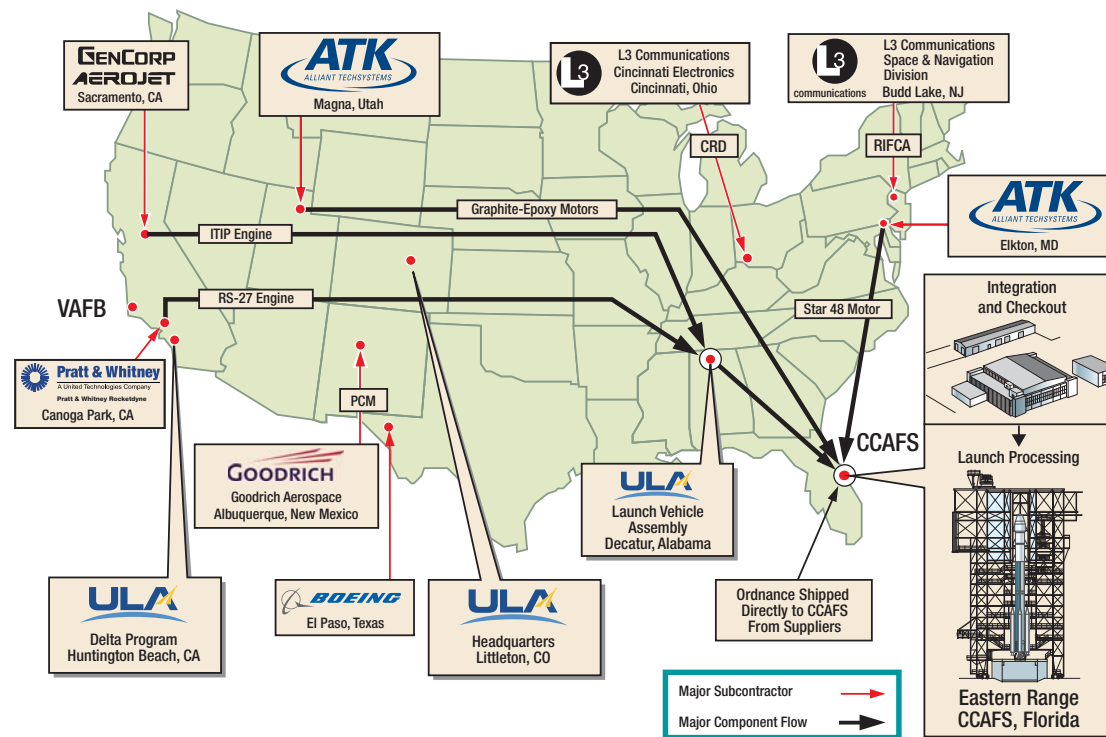 GENCORP
AEROJET
Sacramento, CA
ATK
ALLIANT TECHSYSTEMS
Magna, Utah
L3
L3 Communications
Cincinnati Electronics
Cincinnati, Ohio
L3
communications
L3 Communications
Space & Navigation
Division
Budd Lake, NJ
CRD
RIFCA
ATK
ALLIANT TECHSYSTEMS
Elkton, MD
Graphite-Epoxy Motors
ITIP Engine
RS-27 Engine
Star 48 Motor
VAFB
Pratt & Whitney
A United Technologies Company
Pratt & Whitney Rocketdyne
Canoga Park, CA
PCM
GOODRICH
Goodrich Aerospace
Albuquerque, New Mexico
CCAFS
ULA
Launch Vehicle
Assembly
Decatur, Alabama
Integration
and Checkout
Launch Processing
ULA
Delta Program
Huntington Beach, CA
BOEING
El Paso, Texas
ULA
Headquarters
Littleton, CO
Ordnance Shipped
Directly to CCAFS
From Suppliers
Major Subcontractor
Major Component Flow
Eastern Range
CCAFS, Florida